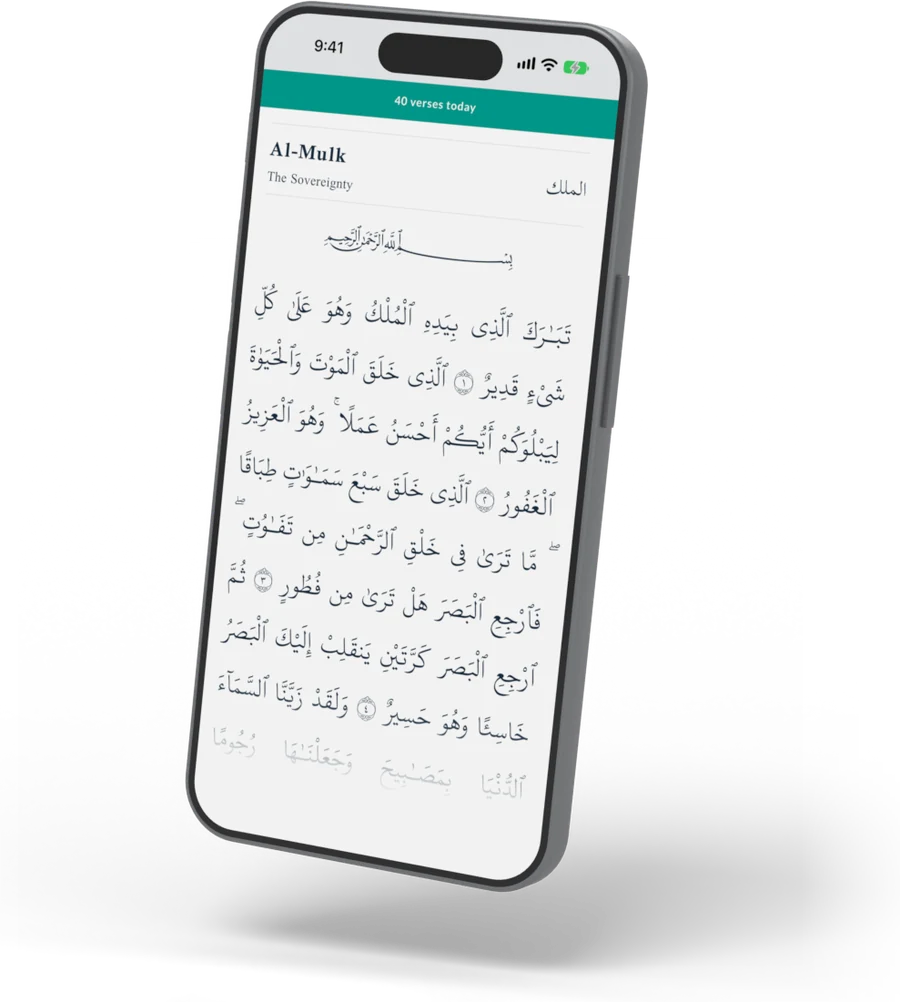 9:41
40 verses today
Al-Mulk
The Sovereignty
الملك
بِسْمِ ٱللَّهِ ٱلرَّحْمَٰنِ ٱلرَّحِيمِ
تَبَـٰرَكَ ٱلَّذِى بِيَدِهِ ٱلْمُلْكُ وَهُوَ عَلَىٰ كُلِّ
شَىْءٍ قَدِيرٌ ١ ٱلَّذِى خَلَقَ ٱلْمَوْتَ وَٱلْحَيَوٰةَ
لِيَبْلُوَكُمْ أَيُّكُمْ أَحْسَنُ عَمَلًا ۚ وَهُوَ ٱلْعَزِيزُ
ٱلْغَفُورُ ٢ ٱلَّذِى خَلَقَ سَبْعَ سَمَـٰوَٰتٍ طِبَاقًا
ۖ مَّا تَرَىٰ فِى خَلْقِ ٱلرَّحْمَـٰنِ مِن تَفَـٰوُتٍ ۖ
فَٱرْجِعِ ٱلْبَصَرَ هَلْ تَرَىٰ مِن فُطُورٍ ٣ ثُمَّ
ٱرْجِعِ ٱلْبَصَرَ كَرَّتَيْنِ يَنقَلِبْ إِلَيْكَ ٱلْبَصَرُ
خَاسِئًا وَهُوَ حَسِيرٌ ٤ وَلَقَدْ زَيَّنَّا ٱلسَّمَآءَ
ٱلدُّنْيَا بِمَصَـٰبِيحَ وَجَعَلْنَـٰهَا رُجُومًا